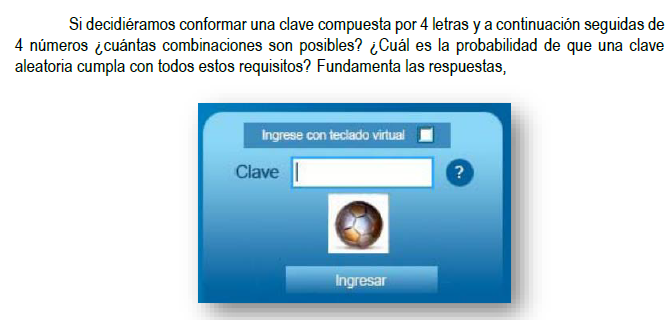 Si decidiéramos conformar una clave compuesta por 4 letras y a continuación seguidas de
4 números ¿cuántas combinaciones son posibles? ¿Cuál es la probabilidad de que una clave
aleatoria cumpla con todos estos requisitos? Fundamenta las respuestas,
Ingrese con teclado virtual
Clave ?
Ingresar